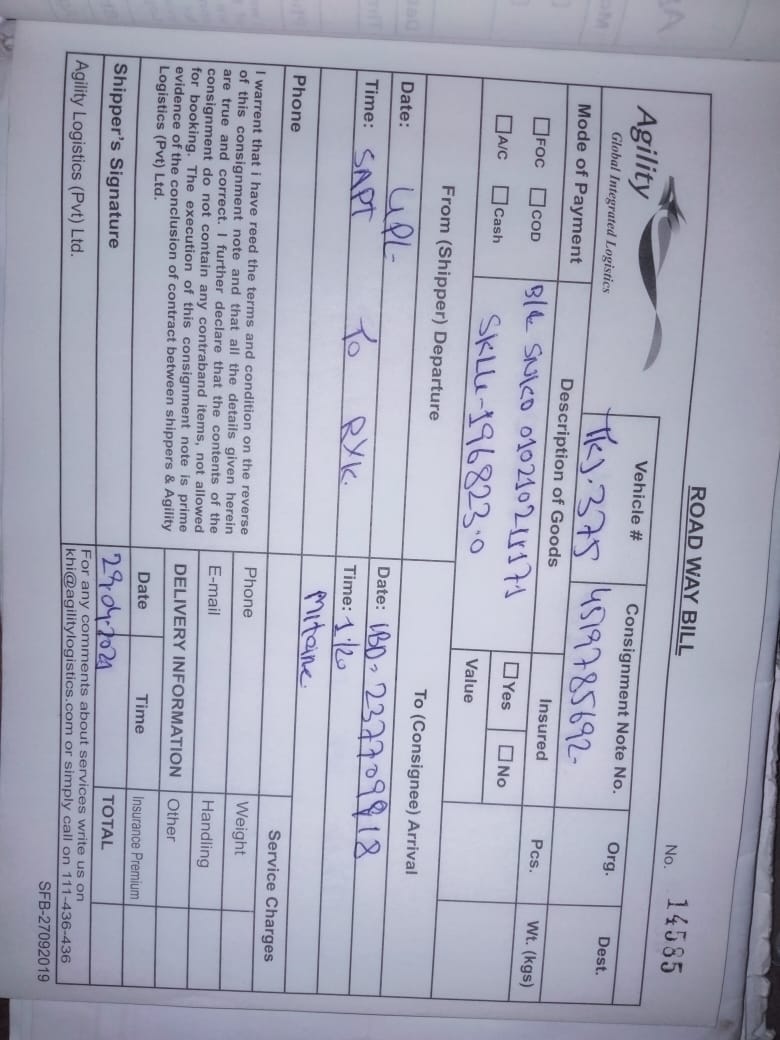 ROAD WAY BILL
No. 14585
Agility
Global Integrated Logistics
Vehicle #
TKJ-375
Consignment Note No.
4519785692-
Org.
Dest.
Mode of Payment
FOC COD
A/C Cash
Description of Goods
B/L SNKO 010210211171
SKLU-196823-0
Insured
Yes No
Value
Pcs.
Wt. (kgs)
From (Shipper) Departure
Date: UPL-
Time: SAPT To RYK.
Phone
To (Consignee) Arrival
Date: IBD-
Time: 1/20
I warrent that i have reed the terms and condition on the reverse
of this consignment note and that all the details given herein
are true and correct. I further declare that the contents of the
consignment do not contain any contraband items, not allowed
for booking. The execution of this consignment note is prime
evidence of the conclusion of contract between shippers & Agility
Logistics (Pvt) Ltd.
Shipper's Signature
Agility Logistics (Pvt) Ltd.
Phone
E-mail
DELIVERY INFORMATION
Date Time
Service Charges
Weight
Handling
Other
Insurance Premium
TOTAL
For any comments about services write us on
khi@agilitylogistics.com or simply call on 111-436-436
SFB-27092019